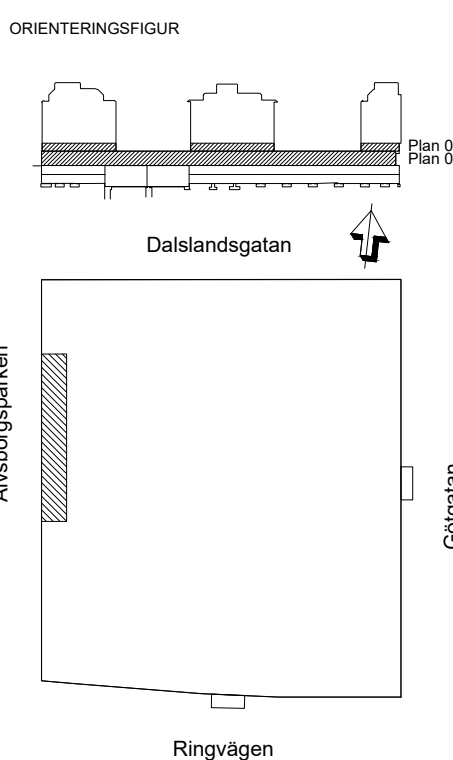 ORIENTERINGSFIGUR
Plan 0
Plan 0
Dalslandsgatan
Älvsborgsparken
Götgatan
Ringvägen